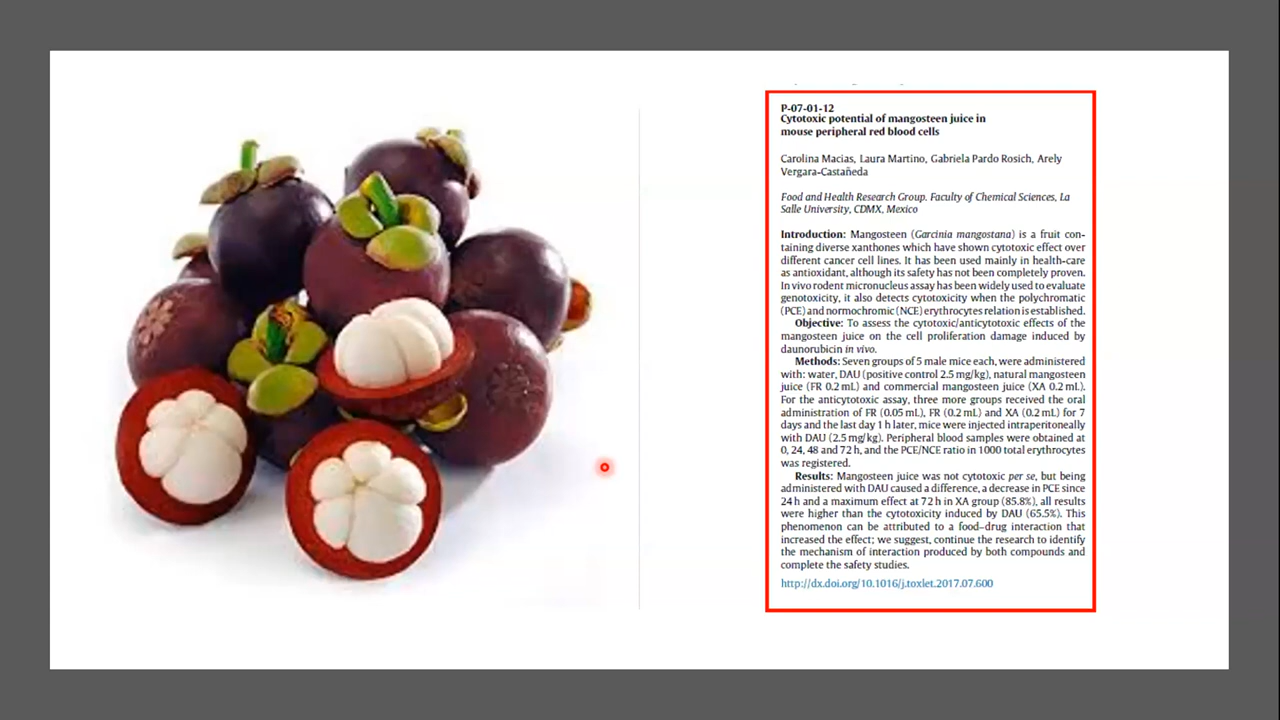 P-07-01-12
Cytotoxic potential of mangosteen juice in
mouse peripheral red blood cells
Carolina Macias, Laura Martino, Gabriela Pardo Rosich, Arely
Vergara-Castañeda
Food and Health Research Group. Faculty of Chemical Sciences, La
Salle University, CDMX, Mexico
Introduction: Mangosteen (Garcinia mangostana) is a fruit con-
taining diverse xanthones which have shown cytotoxic effect over
different cancer cell lines. It has been used mainly in health-care
as antioxidant, although its safety has not been completely proven.
In vivo rodent micronucleus assay has been widely used to evaluate
genotoxicity, it also detects cytotoxicity when the polychromatic
(PCE) and normochromic (NCE) erythrocytes relation is established.
Objective: To assess the cytotoxic/anticytotoxic effects of the
mangosteen juice on the cell proliferation damage induced by
daunorubicin in vivo.
Methods: Seven groups of 5 male mice each, were administered
with: water, DAU (positive control 2.5 mg/kg), natural mangosteen
juice (FR 0.2 mL) and commercial mangosteen juice (XA 0.2 mL).
For the anticytotoxic assay, three more groups received the oral
administration of FR (0.05 mL), FR (0.2 mL) and XA (0.2 mL) for 7
days and the last day 1 h later, mice were injected intraperitoneally
with DAU (2.5 mg/kg). Peripheral blood samples were obtained at
0, 24, 48 and 72 h, and the PCE/NCE ratio in 1000 total erythrocytes
was registered.
Results: Mangosteen juice was not cytotoxic per se, but being
administered with DAU caused a difference, a decrease in PCE since
24 h and a maximum effect at 72 h in XA group (85.8%), all results
were higher than the cytotoxicity induced by DAU (65.5%). This
phenomenon can be attributed to a food–drug interaction that
increased the effect; we suggest, continue the research to identify
the mechanism of interaction produced by both compounds and
complete the safety studies.
http://dx.doi.org/10.1016/j.toxlet.2017.07.600